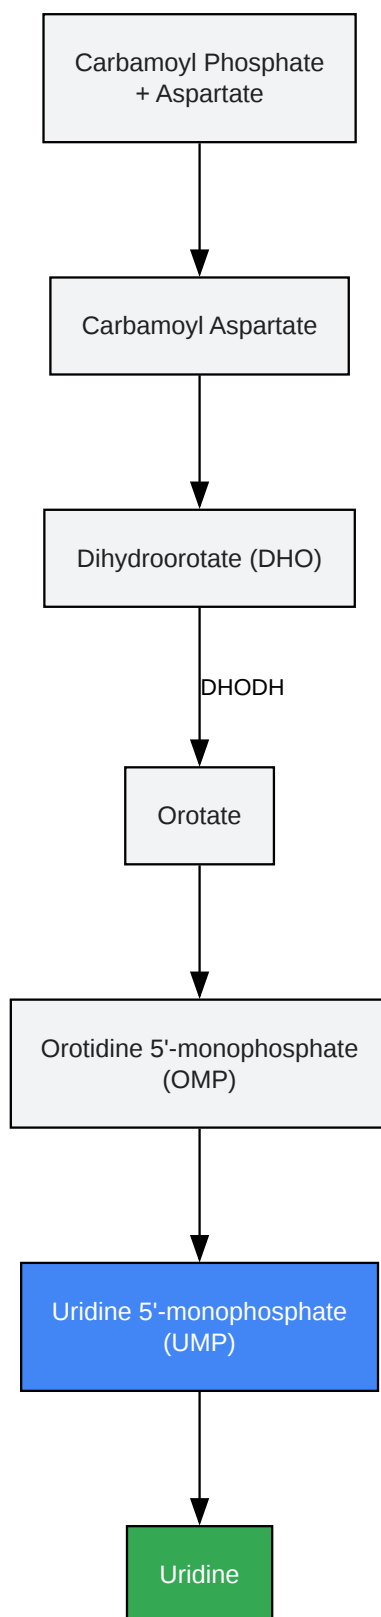 Carbamoyl Phosphate
+ Aspartate
Carbamoyl Aspartate
Dihydroorotate (DHO)
DHODH
Orotate
Orotidine 5'-monophosphate
(OMP)
Uridine 5'-monophosphate
(UMP)
Uridine